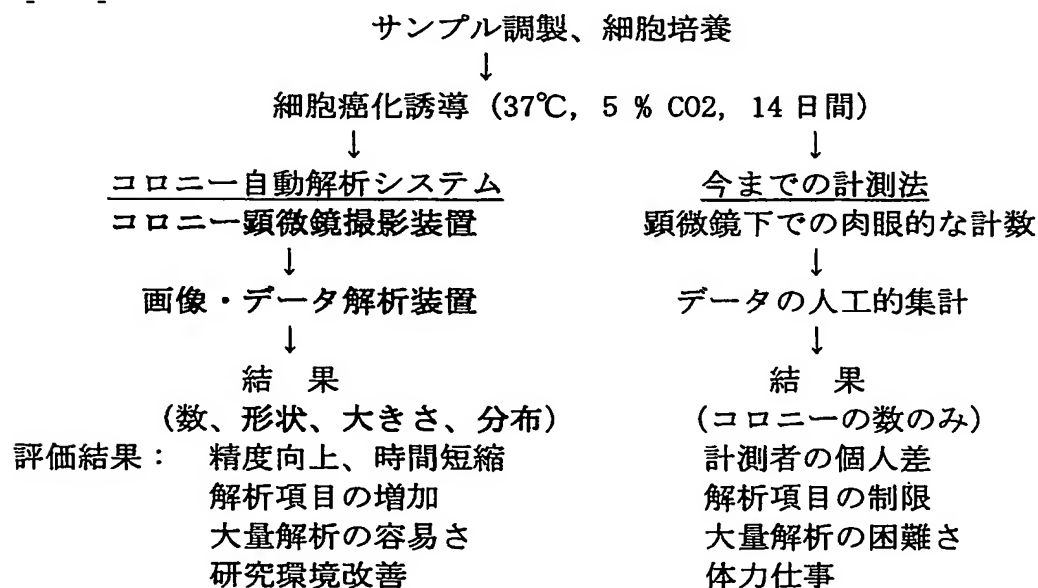 サンプル調製、細胞培養
↓
細胞癌化誘導 (37℃, 5 % CO2, 14 日間)
↓ ↓
コロニー自動解析システム 今までの計測法
コロニー顕微鏡撮影装置 顕微鏡下での肉眼的な計数
↓ ↓
画像・データ解析装置 データの人工的集計
↓ ↓
結 果 結 果
(数、形状、大きさ、分布) (コロニーの数のみ)
評価結果: 精度向上、時間短縮 計測者の個人差
解析項目の増加 解析項目の制限
大量解析の容易さ 大量解析の困難さ
研究環境改善 体力仕事